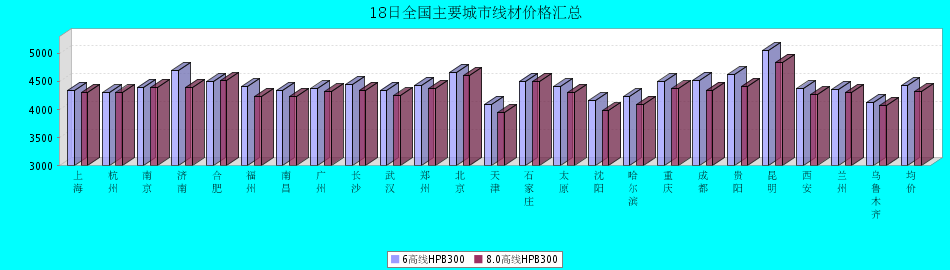 18日全国主要城市线材价格汇总
5000
4500
4000
3500
3000
上海
杭州
南京
济南
合肥
福州
南昌
广州
长沙
武汉
郑州
北京
天津
石家庄
太原
沈阳
哈尔滨
重庆
成都
贵阳
昆明
西安
兰州
乌鲁木齐
均价
6高线HPB300
8.0高线HPB300